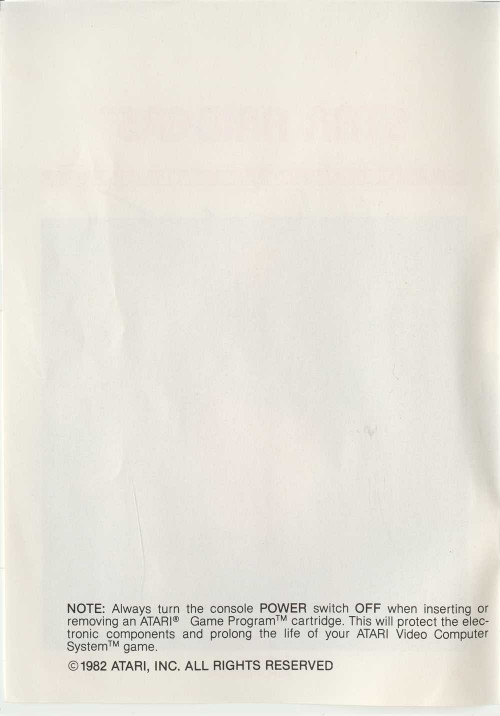 NOTE: Always turn the console POWER switch OFF when inserting or
removing an ATARI® Game Program™ cartridge. This will protect the elec-
tronic components and prolong the life of your ATARI Video Computer
System™ game.
©1982 ATARI, INC. ALL RIGHTS RESERVED